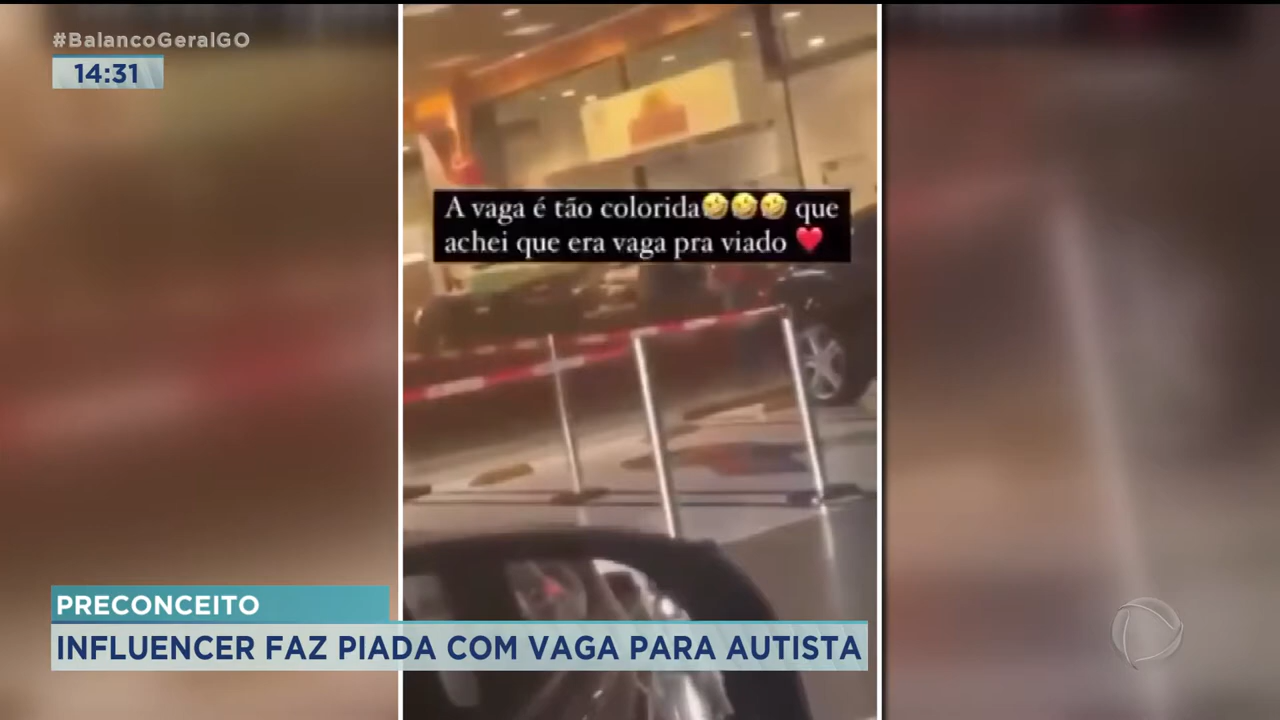 #BalancoGeralGO
14:31
A vaga é tão colorida🤣🤣🤣 que
achei que era vaga pra viado ❤️
PRECONCEITO
INFLUENCER FAZ PIADA COM VAGA PARA AUTISTA